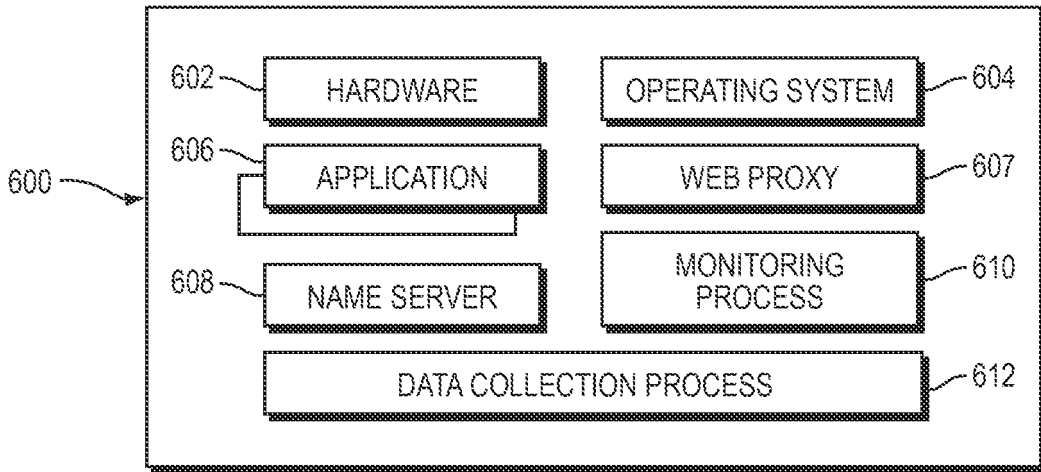 602 HARDWARE OPERATING SYSTEM 604
606 APPLICATION WEB PROXY 607
600
608 NAME SERVER MONITORING PROCESS 610
DATA COLLECTION PROCESS 612